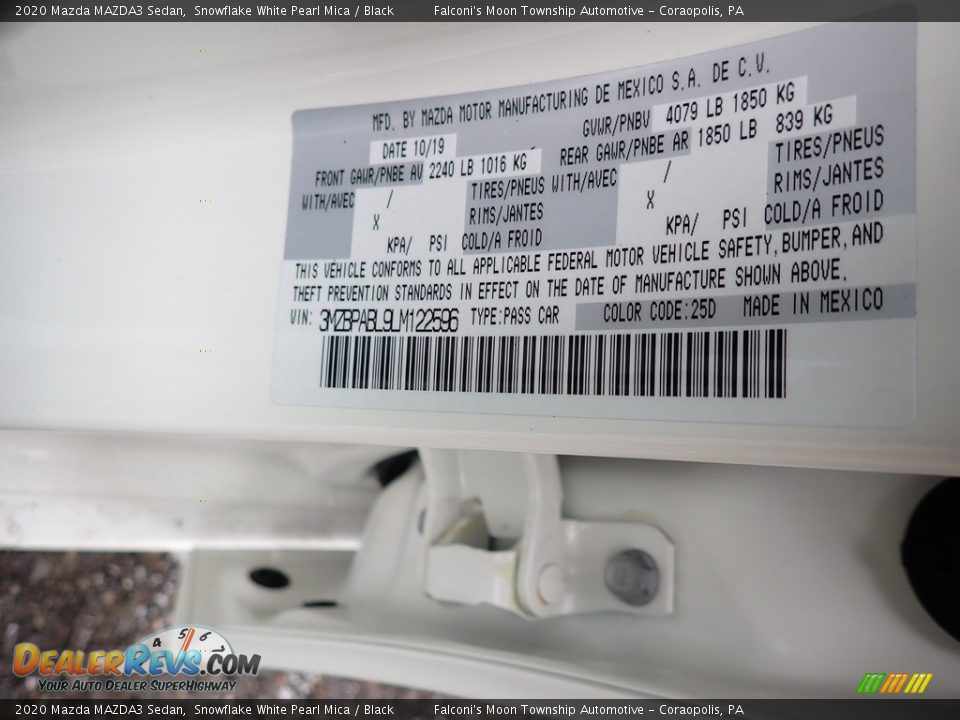 2020 Mazda MAZDA3 Sedan, Snowflake White Pearl Mica / Black Falconi's Moon Township Automotive - Coraopolis, PA
MFD. BY MAZDA MOTOR MANUFACTURING DE MEXICO S.A. DE C.V.
DATE 10/19 GVWR/PNBV 4079 LB 1850 KG
FRONT GAWR/PNBE AV 2240 LB 1016 KG REAR GAWR/PNBE AR 1850 LB 839 KG
WITH/AVEC / TIRES/PNEUS WITH/AVEC / TIRES/PNEUS
X RIMS/JANTES X RIMS/JANTES
KPA/ PSI COLD/A FROID KPA/ PSI COLD/A FROID
THIS VEHICLE CONFORMS TO ALL APPLICABLE FEDERAL MOTOR VEHICLE SAFETY, BUMPER, AND
THEFT PREVENTION STANDARDS IN EFFECT ON THE DATE OF MANUFACTURE SHOWN ABOVE.
VIN: 3MZBPABL9LM122596 TYPE:PASS CAR COLOR CODE:25D MADE IN MEXICO
4 5 6
DEALERREVS.COM
YOUR AUTO DEALER SUPERHIGHWAY
2020 Mazda MAZDA3 Sedan, Snowflake White Pearl Mica / Black Falconi's Moon Township Automotive - Coraopolis, PA